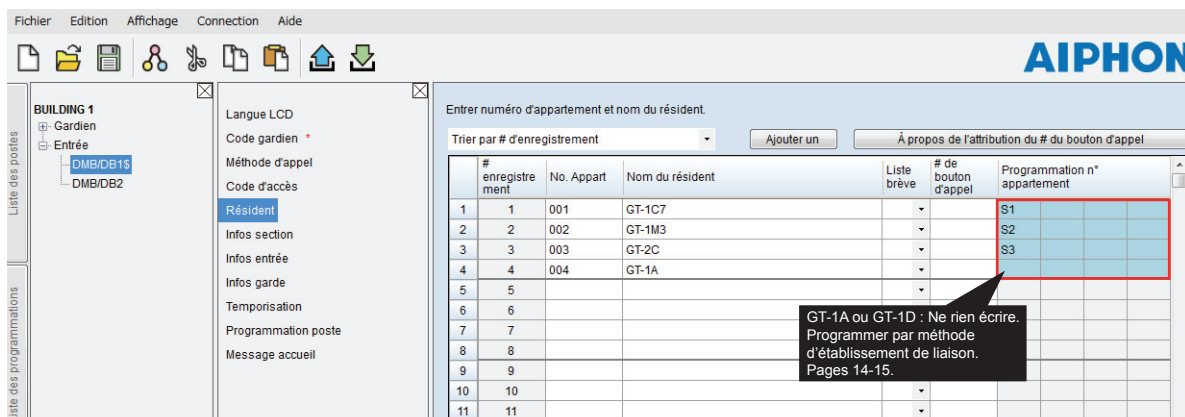 Fichier Edition Affichage Connection Aide
AIPHON
Liste des postes
BUILDING 1
Gardien
Entrée
DMB/DB1$
DMB/DB2
iste des programmations
Langue LCD
Code gardien *
Méthode d'appel
Code d'accès
Résident
Infos section
Infos entrée
Infos garde
Temporisation
Programmation poste
Message accueil
Entrer numéro d'appartement et nom du résident.
Trier par # d'enregistrement
Ajouter un
À propos de l'attribution du # du bouton d'appel
#
enregistre
ment
No. Appart
Nom du résident
Liste
brève
# de
bouton
d'appel
Programmation n°
appartement
1 1 001 GT-1C7 S1
2 2 002 GT-1M3 S2
3 3 003 GT-2C S3
4 4 004 GT-1A
5 5
6 6
7 7
8 8
9 9
10 10
11 11
GT-1A ou GT-1D : Ne rien écrire.
Programmer par méthode
d'établissement de liaison.
Pages 14-15.